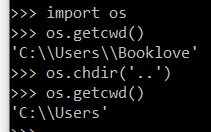 >>> import os
>>> os.getcwd()
'C:\\Users\\Booklove'
>>> os.chdir('..')
>>> os.getcwd()
'C:\\Users'
>>>